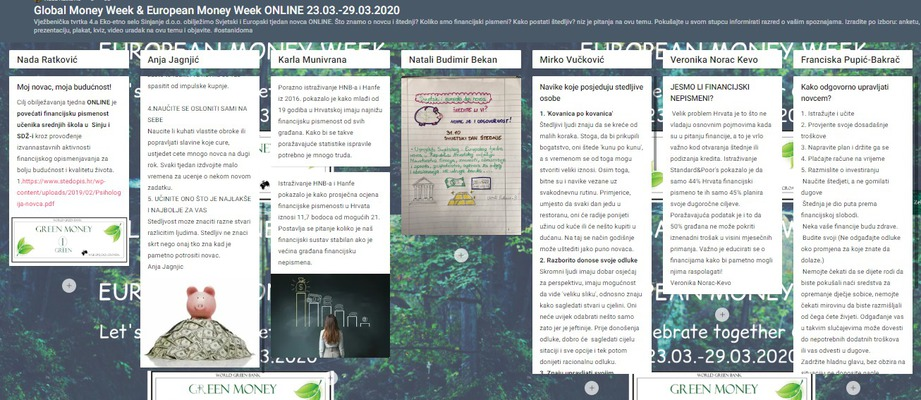 Global Money Week & European Money Week ONLINE 23.03.-29.03.2020
Vježbenička tvrtka 4.a Eko-etno selo Sinjanje d.o.o. obilježimo Svjetski i Europski tjedan novca ONLINE. Što znamo o novcu i štednji? Koliko smo financijski pismeni? Kako postati štedljiv? niz je pitanja na ovu temu. Pokušajte u svom stupcu informirati razred o vašim spoznajama. Izradite po izboru: anketu,
prezentaciju, plakat, kviz, video uradak na ovu temu i objavite. #ostanidoma
EUROPEAN MONEY WEEK
Nada Ratković
Moj novac, moja budućnost!
Cilj obilježavanja tjedna ONLINE je
povećati financijsku pismenost
učenika srednjih škola u Sinju i
SDŽ-i kroz provođenje
izvannastavnih aktivnosti
financijskog opismenjavanja za
bolju budućnost i kvalitetu života.
1.https://www.stedopis.hr/wp-
content/uploads/2019/02/Psiholog
ija-novca.pdf
GREEN MONEY
1
GREEN
Anja Jagnjić
spasiti od impulsne kupnje.
4.NAUČITE SE OSLONITI SAMI NA
SEBE
Naučite li kuhati vlastite obroke ili
popravljati slavine koje cure,
uštedjet ćete mnogo novca na dugi
rok. Svaki tjedan izdvojite malo
vremena za učenje o nekom novom
zadatku.
5. UČINITE ONO ŠTO JE NAJLAKŠE
I NAJBOLJE ZA VAS
Štedljivost može značiti razne stvari
različitim ljudima. Štedljiv ne znači
škrt nego onaj tko zna kad je
pametno potrošiti novac.
Anja Jagnjić
Karla Munivrana
Porazno istraživanje HNB-a i Hanfe
iz 2016. pokazalo je kako mladi od
19 godina u Hrvatskoj imaju najnižu
financijsku pismenost od svih
građana. Kako bi se takve
poražavajuće statistike ispravile
potrebno je mnogo truda.
Istraživanje HNB-a i Hanfe
pokazalo je kako prosječna ocjena
financijske pismenosti u Hrvata
iznosi 11,7 bodova od mogućih 21.
Postavlja se pitanje koliko je naš
financijski sustav stabilan ako je
većina građana financijsku
nepismeno.
Natali Budimir Bekan
31.10.
Mirko Vučković
Navike koje posjeduju stedljive
osobe
1. 'Kovanica po kovanica'
Štedljivi ljudi znaju da se kreće od
malih koraka. Stoga, da bi prikupili
bogatstvo, oni štede 'kunu po kunu',
a s vremenom se od toga mogu
stvoriti veliki iznosi. Osim toga,
bitne su i navike vezane uz
svakodnevnu rutinu. Primjerice,
umjesto da svaki dan jedu u
restoranu, oni će radije ponijeti
užinu od kuće ili će nešto kupiti u
dućanu. Na taj se način godišnje
može uštedjeti jako puno novaca.
2. Razborito donose svoje odluke
Skromni ljudi imaju dobar osjećaj
za perspektivu, imaju mogućnost
da vide 'veliku sliku', odnosno znaju
kako sagledati stvari u cjelini. Oni
neće uvijek odabrati nešto samo
zato jer je jeftinije. Prije donošenja
odluke, dobro će sagledati cijelu
situaciji i sve opcije i tek potom
donijeti racionalnu odluku.
3. Znaju upravljati svojim
Veronika Norac Kevo
JESMO LI FINANCIJSKI
NEPISMENI?
Velik problem Hrvata je to što ne
vladaju osnovnim pojmovima kada
su u pitanju financije, a to je vrlo
važno kod otvaranja štednje ili
podizanja kredita. Istraživanje
Standard&Poor's pokazalo je da
samo 44% Hrvata financijski
pismeno te ih samo 45% planira
svoje dugoročne ciljeve.
Poražavajuća podatak je i to da
50% građana ne može pokriti
iznenadni trošak u visini mjesečnih
primanja. Važno je educirati se o
financijama kako bi pametno mogli
njima raspolagati!
Veronika Norac-Kevo
Franciska Pupić-Bakrač
Kako odgovorno upravljati
novcem?
1. Istražujte i učite
2. Provjerite svoje dosadašnje
troškove
3. Napravite plan i držite ga se
4. Plaćajte račune na vrijeme
5. Razmislite o investiranju
Naučite štedjeti, a ne gomilati
dugove
Štednja je dio puta prema
financijskoj slobodi.
Neka vaše financije budu zdrave.
Budite svoji (Ne odgađajte odluke
oko promjena za koje znate da
dolaze.)
Nemojte čekati da se dijete rodi da
biste pokušali naći sredstva za
opremanje dječje sobice, nemojte
čekati mirovinu da biste razmišljali
od čega ćete živjeti. Odgađanje vas
u takvim slučajevima može dovesti
do nepotrebnih dodatnih troškova
ili vas odvesti u dugove.
Zadržite hladnu glavu, bez obzira na
WORLD GREEN BANK
GREEN MONEY
WORLD GREEN BANK
GREEN MONEY
23.03.-29.03.2020